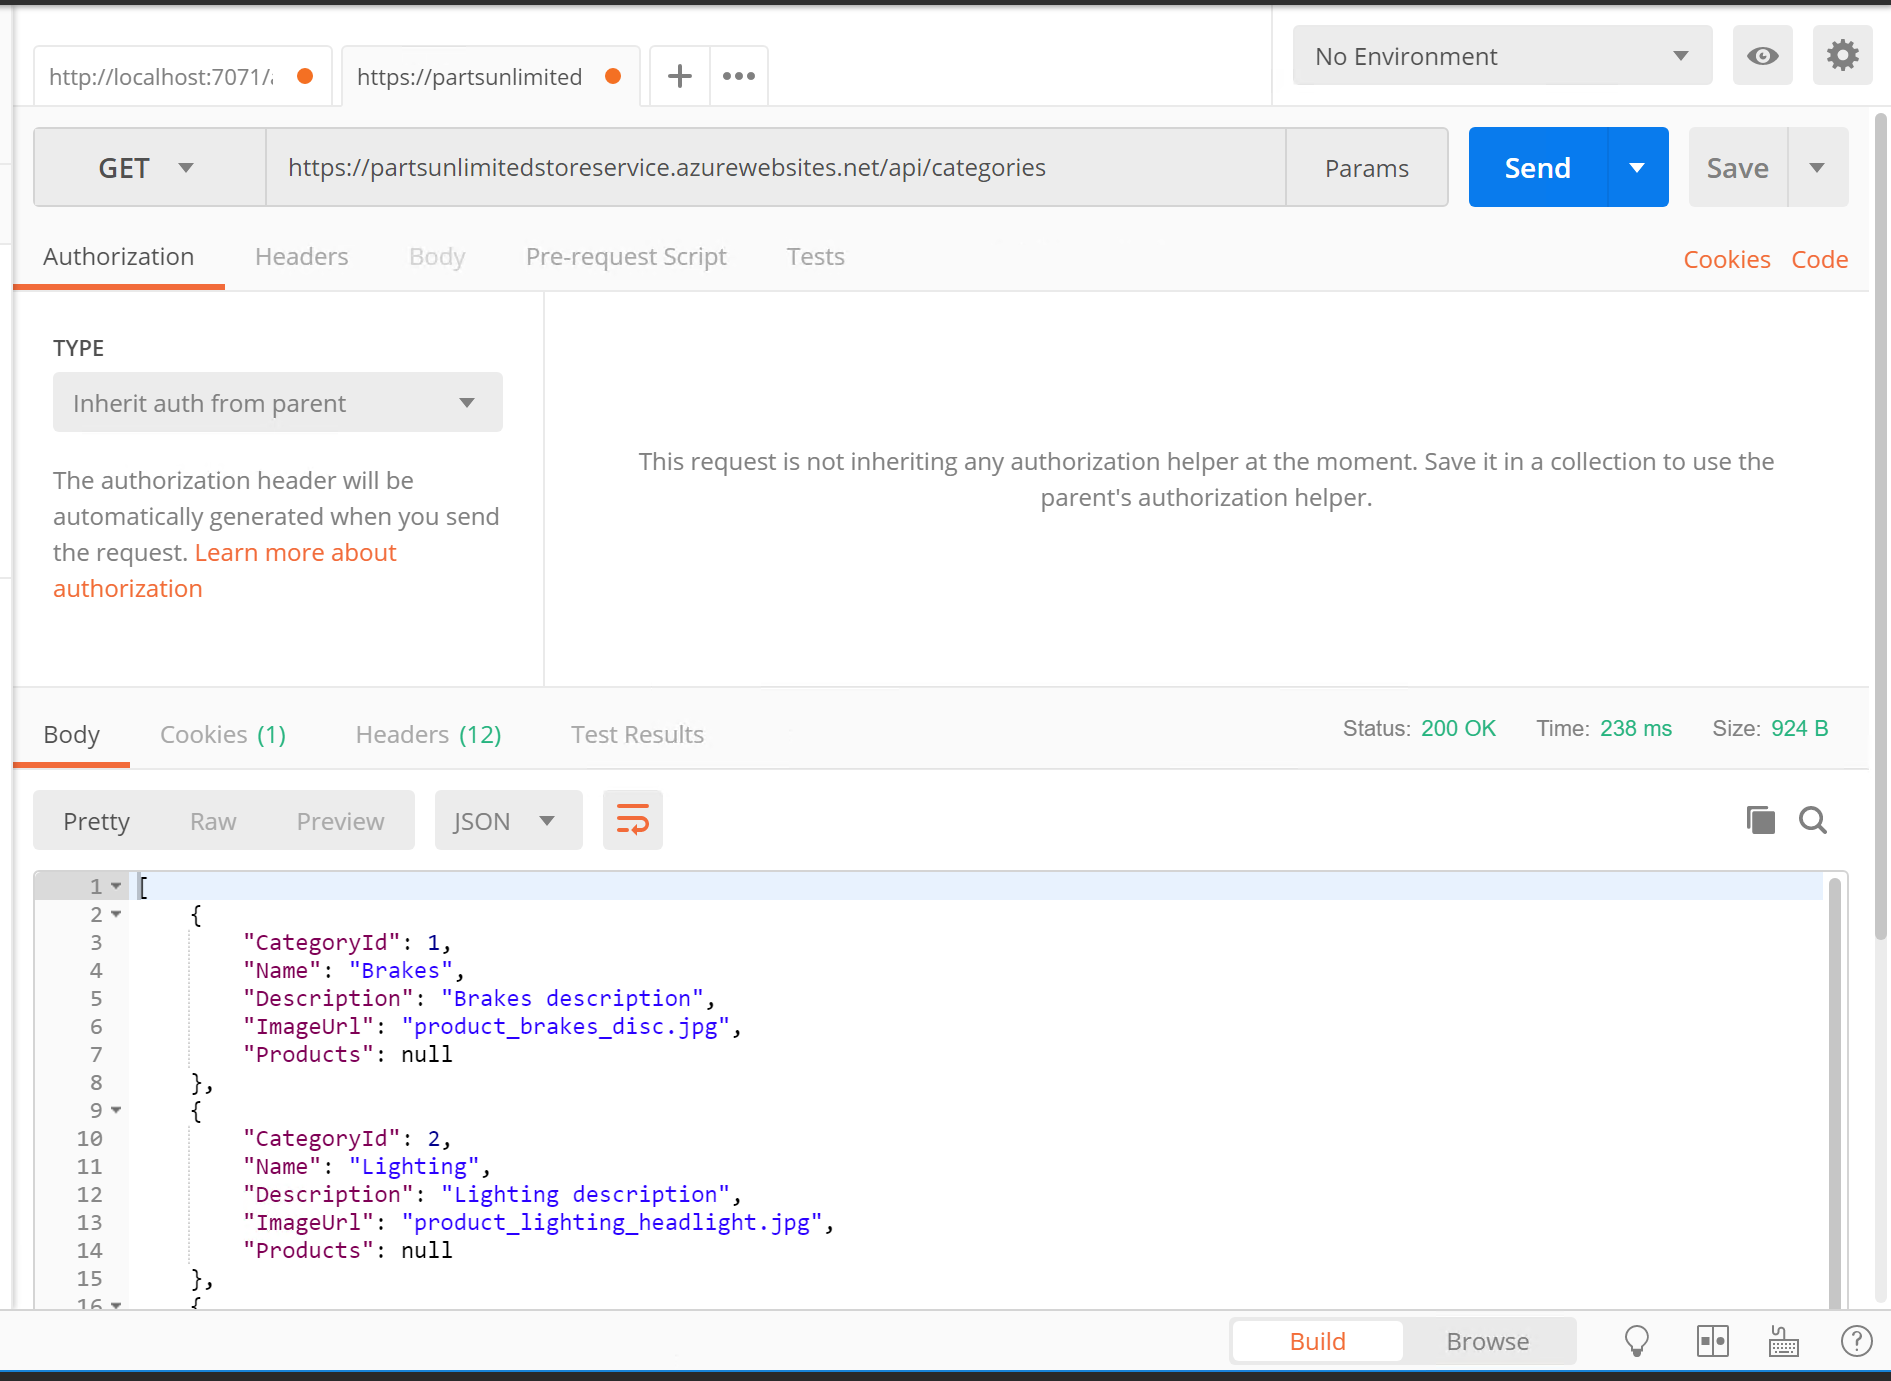 http://localhost:7071/
https://partsunlimited
No Environment
GET
https://partsunlimitedstoreservice.azurewebsites.net/api/categories
Params
Send
Save
Authorization
Headers
Body
Pre-request Script
Tests
Cookies
Code
TYPE
Inherit auth from parent
The authorization header will be
automatically generated when you send
the request. Learn more about
authorization
This request is not inheriting any authorization helper at the moment. Save it in a collection to use the
parent's authorization helper.
Body
Cookies (1)
Headers (12)
Test Results
Status: 200 OK
Time: 238 ms
Size: 924 B
Pretty
Raw
Preview
JSON
1 [
2 {
3 "CategoryId": 1,
4 "Name": "Brakes",
5 "Description": "Brakes description",
6 "ImageUrl": "product_brakes_disc.jpg",
7 "Products": null
8 },
9 {
10 "CategoryId": 2,
11 "Name": "Lighting",
12 "Description": "Lighting description",
13 "ImageUrl": "product_lighting_headlight.jpg",
14 "Products": null
15 },
16 {
Build
Browse